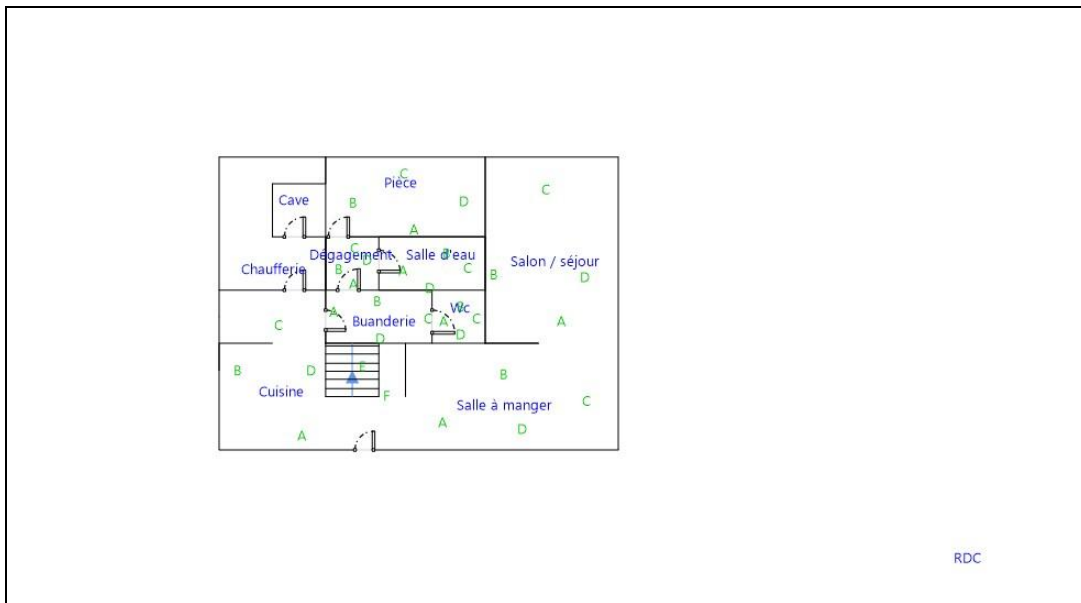 C
Pièce
C
B
D
Cave
A
C
Dégagement
B
Salle d'eau
D
Salon / séjour
Chaufferie
B
A
C
B
D
A
D
B
Wc
B
A
Buanderie
C
A
C
A
C
D
D
B
D
E
B
Cuisine
F
Salle à manger
C
A
D
A
RDC